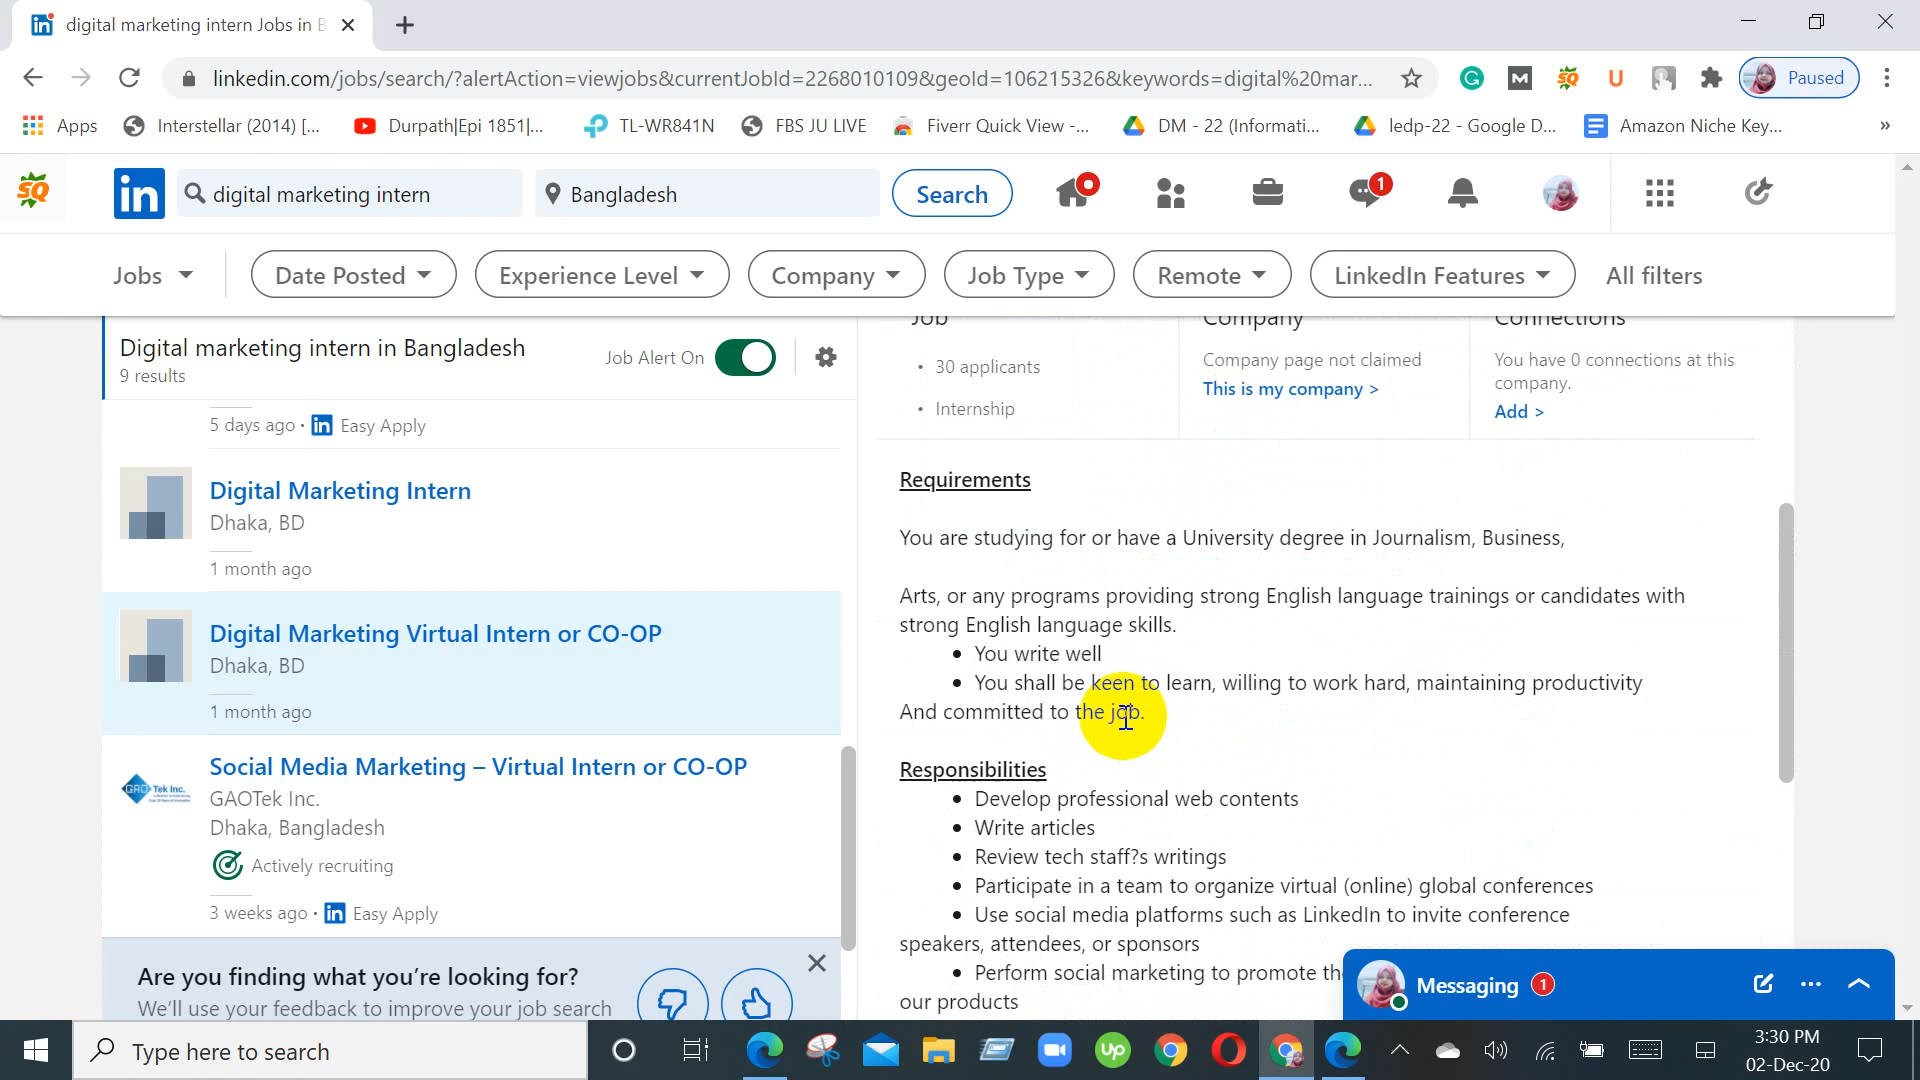 digital marketing intern Jobs in B
linkedin.com/jobs/search/?alertAction=viewjobs&currentJobId=2268010109&geoId=106215326&keywords=digital%20mar...
Paused
Apps
Interstellar (2014) [...
Durpath|Epi 1851|...
TL-WR841N
FBS JU LIVE
Fiverr Quick View -...
DM - 22 (Informati...
ledp-22 - Google D...
Amazon Niche Key...
»
SQ
in
digital marketing intern
Bangladesh
Search
1
Jobs
Date Posted
Experience Level
Company
Job Type
Remote
LinkedIn Features
All filters
Digital marketing intern in Bangladesh
9 results
Job Alert On
5 days ago · in Easy Apply
Digital Marketing Intern
Dhaka, BD
1 month ago
Digital Marketing Virtual Intern or CO-OP
Dhaka, BD
1 month ago
Social Media Marketing – Virtual Intern or CO-OP
GAOTek Inc.
Dhaka, Bangladesh
Actively recruiting
3 weeks ago · in Easy Apply
Are you finding what you're looking for?
We'll use your feedback to improve your job search
Job
• 30 applicants
• Internship
Company
Company page not claimed
This is my company >
Connections
You have 0 connections at this
company.
Add >
Requirements
You are studying for or have a University degree in Journalism, Business,
Arts, or any programs providing strong English language trainings or candidates with
strong English language skills.
• You write well
• You shall be keen to learn, willing to work hard, maintaining productivity
And committed to the job.
Responsibilities
• Develop professional web contents
• Write articles
• Review tech staff?s writings
• Participate in a team to organize virtual (online) global conferences
• Use social media platforms such as LinkedIn to invite conference
speakers, attendees, or sponsors
• Perform social marketing to promote
our products
Messaging 1
Type here to search
Up
3:30 PM
02-Dec-20